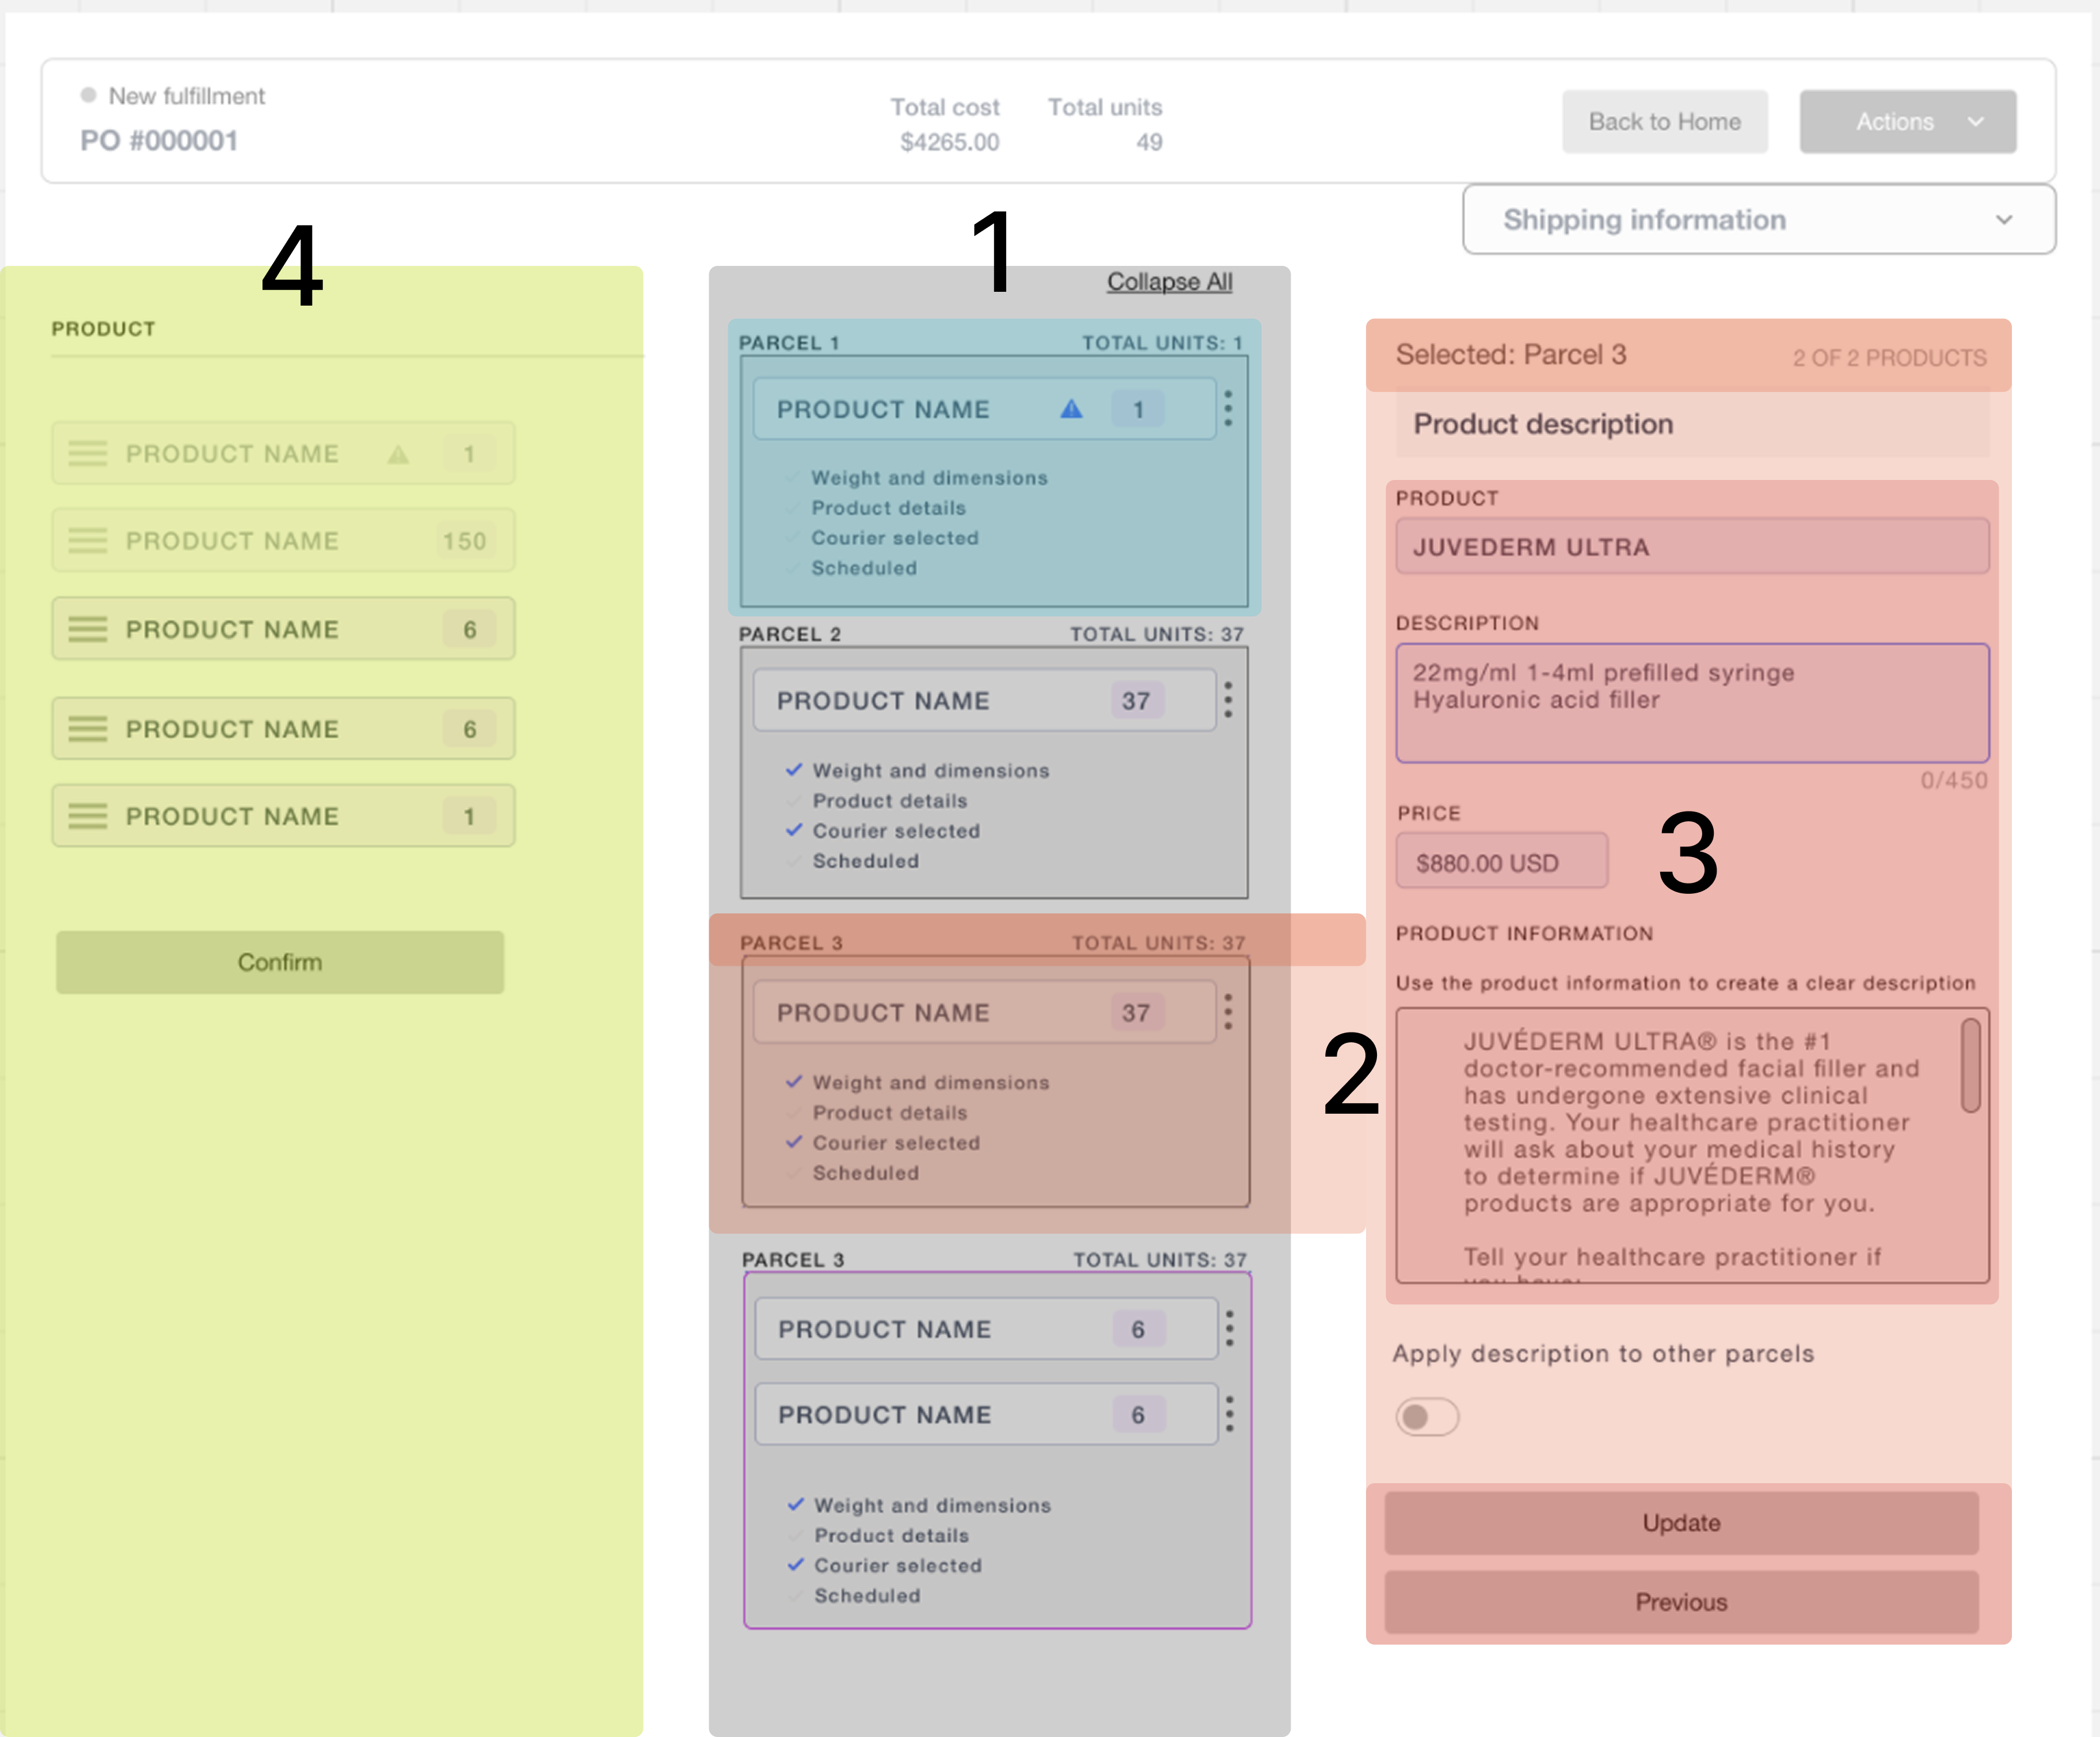 New fulfillment
PO #000001
Total cost
$4265.00
Total units
49
Back to Home
Actions
Shipping information
4
PRODUCT
PRODUCT NAME 1
PRODUCT NAME 150
PRODUCT NAME 6
PRODUCT NAME 6
PRODUCT NAME 1
Confirm
1
Collapse All
PARCEL 1 TOTAL UNITS: 1
PRODUCT NAME 1
Weight and dimensions
Product details
Courier selected
Scheduled
PARCEL 2 TOTAL UNITS: 37
PRODUCT NAME 37
Weight and dimensions
Product details
Courier selected
Scheduled
PARCEL 3 TOTAL UNITS: 37
PRODUCT NAME 37
Weight and dimensions
Product details
Courier selected
Scheduled
2
PARCEL 3 TOTAL UNITS: 37
PRODUCT NAME 6
PRODUCT NAME 6
Weight and dimensions
Product details
Courier selected
Scheduled
Selected: Parcel 3 2 OF 2 PRODUCTS
Product description
PRODUCT
JUVEDERM ULTRA
DESCRIPTION
22mg/ml 1-4ml prefilled syringe
Hyaluronic acid filler
0/450
PRICE
$880.00 USD
3
PRODUCT INFORMATION
Use the product information to create a clear description
JUVÉDERM ULTRA® is the #1
doctor-recommended facial filler and
has undergone extensive clinical
testing. Your healthcare practitioner
will ask about your medical history
to determine if JUVÉDERM®
products are appropriate for you.
Tell your healthcare practitioner if
Apply description to other parcels
Update
Previous